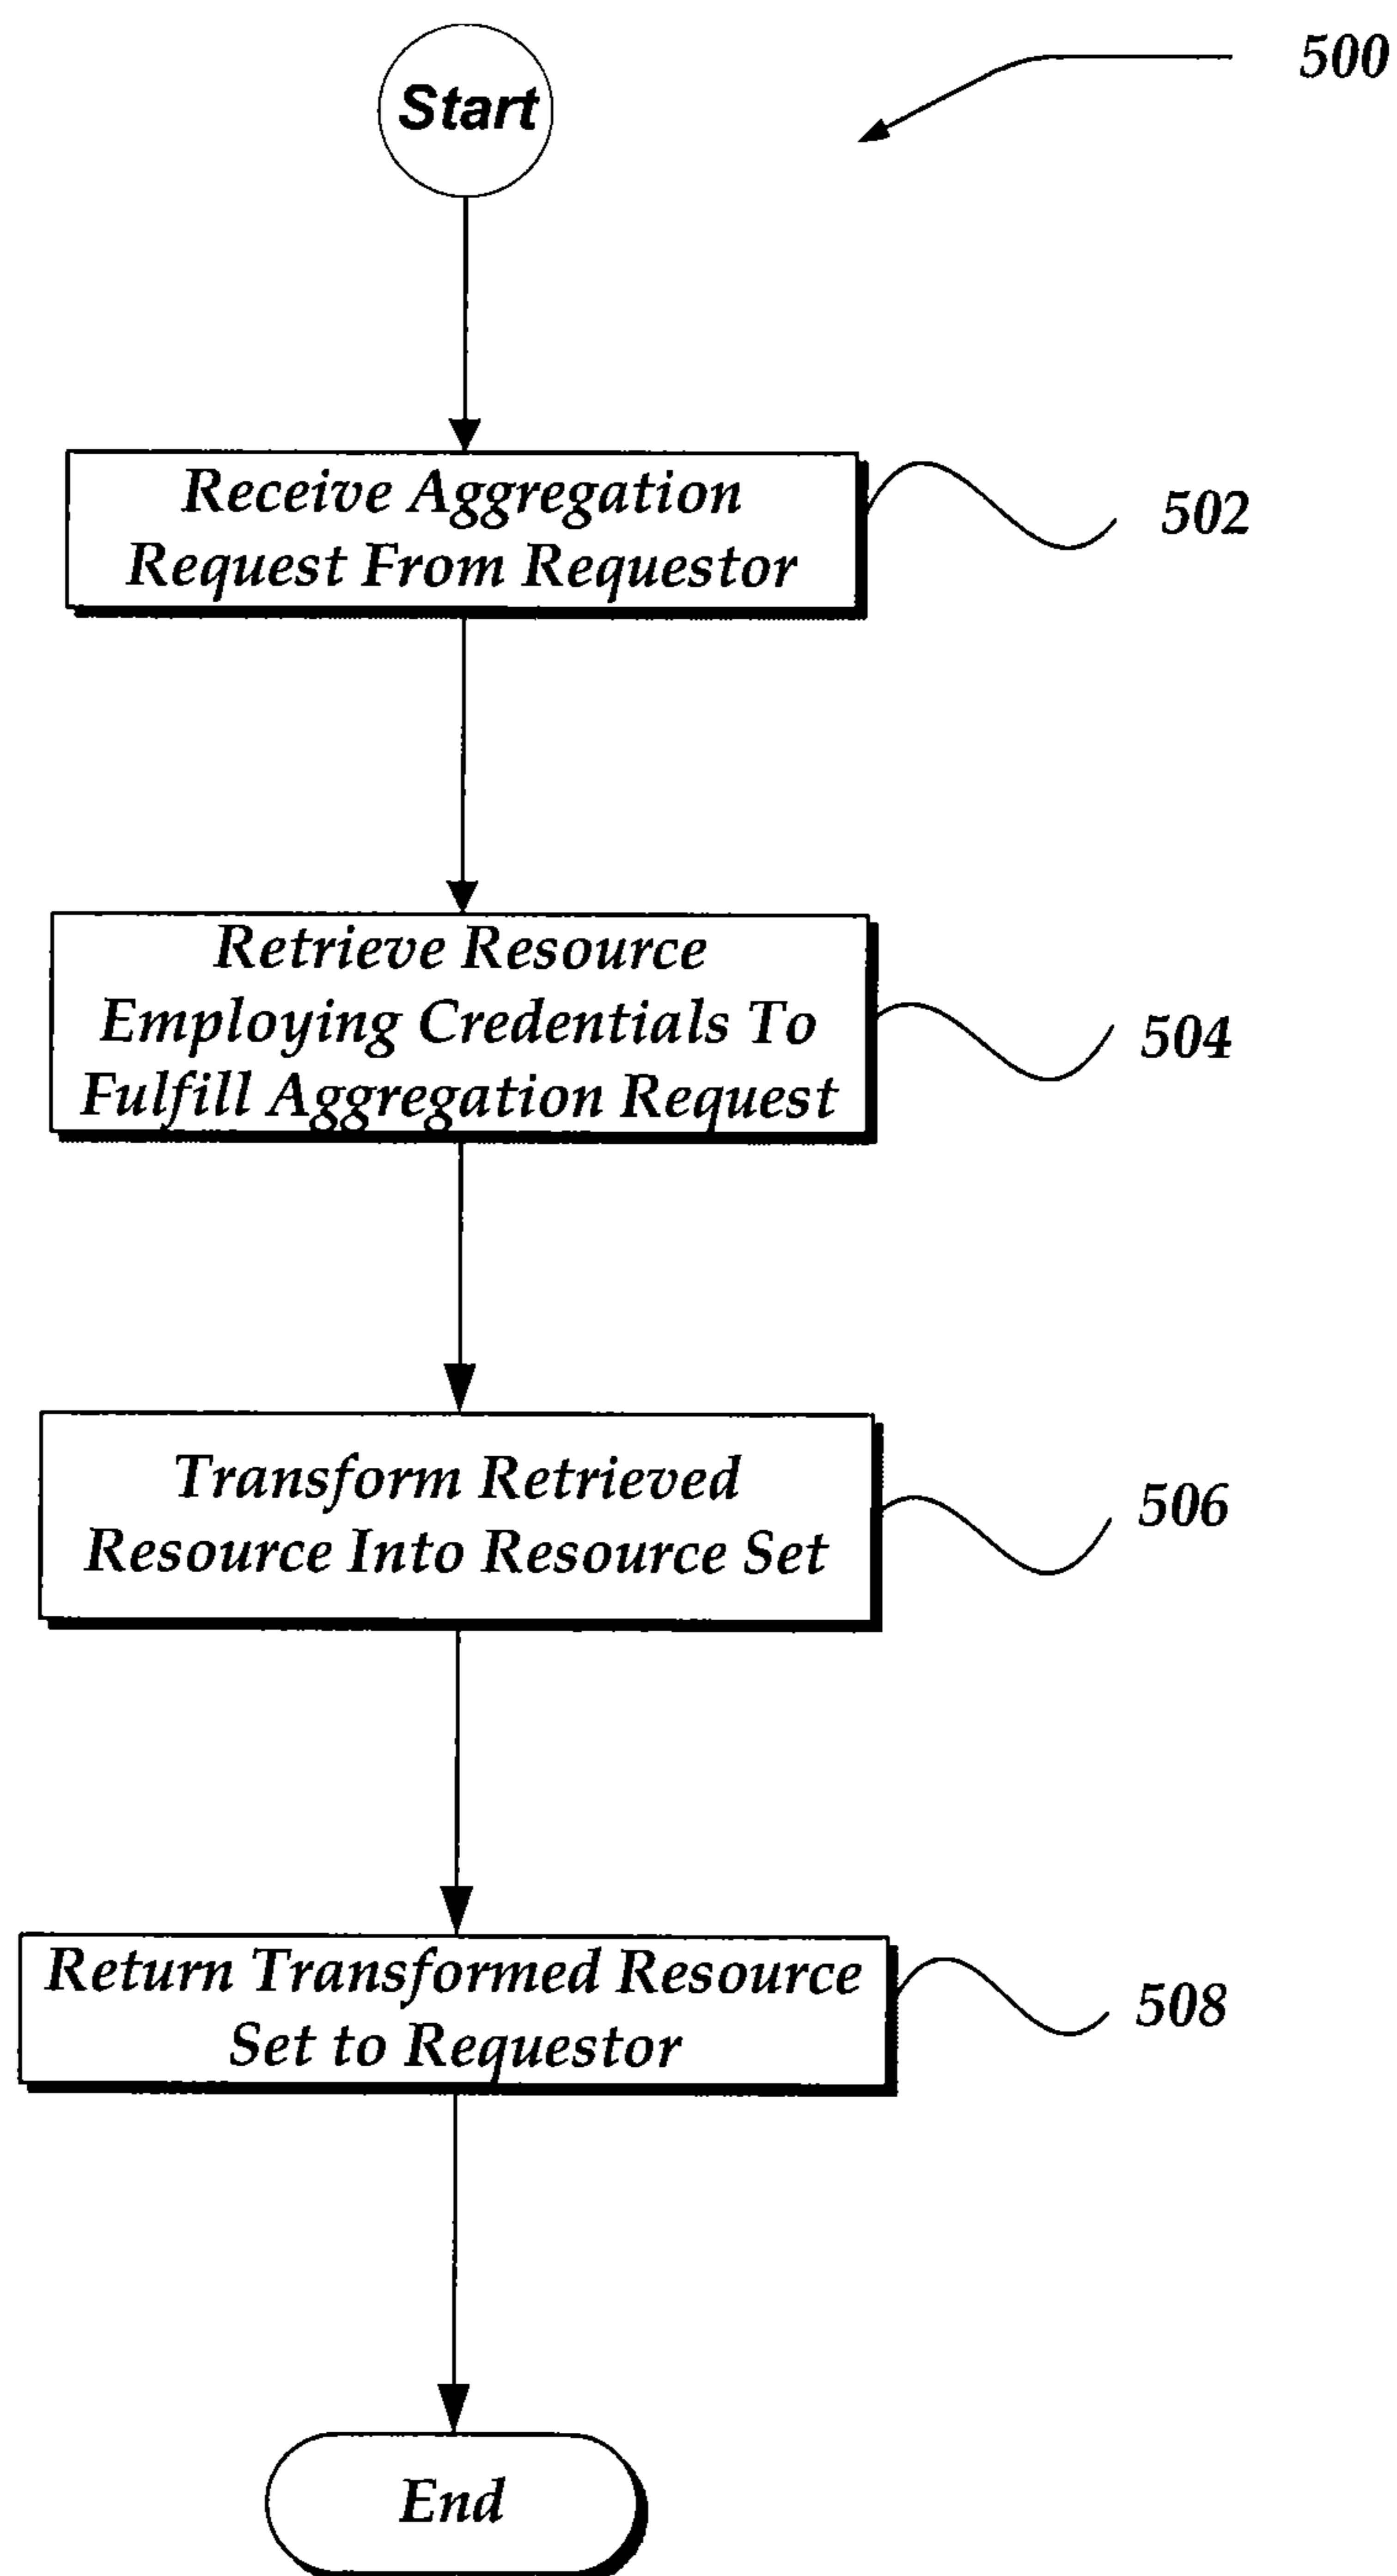 Start
500
Receive Aggregation
Request From Requestor
502
Retrieve Resource
Employing Credentials To
Fulfill Aggregation Request
504
Transform Retrieved
Resource Into Resource Set
506
Return Transformed Resource
Set to Requestor
508
End